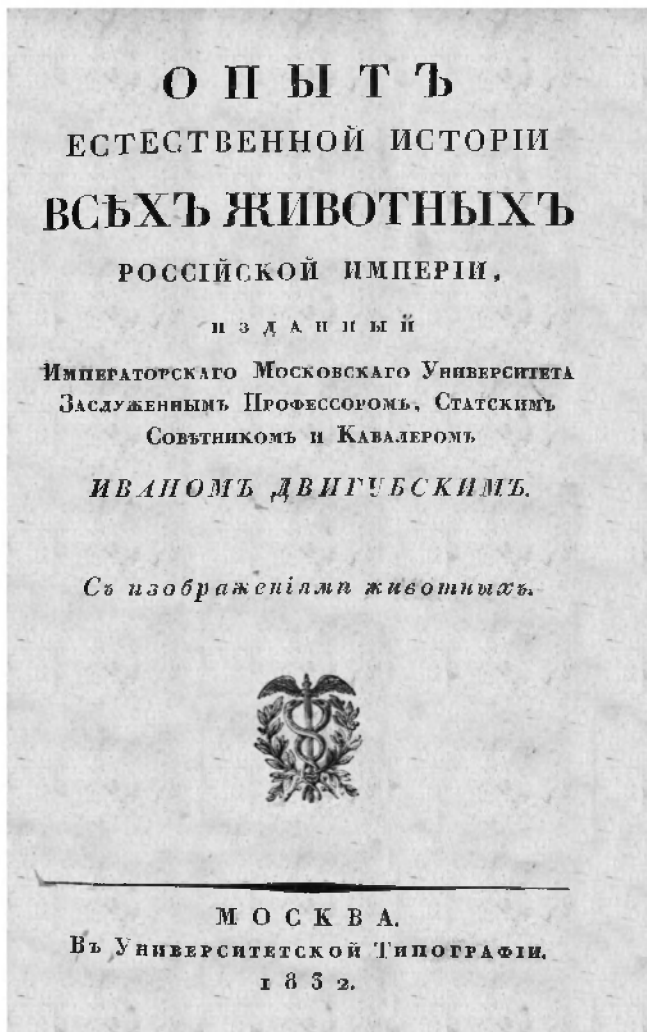 ОПЫТЪ
ЕСТЕСТВЕННОЙ ИСТОРІИ
ВСѢХЪ ЖИВОТНЫХЪ
РОССІЙСКОЙ ИМПЕРІИ,
ИЗДАННЫЙ
ИМПЕРАТОРСКАГО МОСКОВСКАГО УНИВЕРСИТЕТА
ЗАСЛУЖЕННЫМЪ ПРОФЕССОРОМЪ, СТАТСКИМЪ
СОВѢТНИКОМЪ И КАВАЛЕРОМЪ
ИВАНОМЪ ДВИГУБСКИМЪ.
Съ изображеніями животныхъ.
МОСКВА.
ВЪ УНИВЕРСИТЕТСКОЙ ТИПОГРАФІИ.
1832.